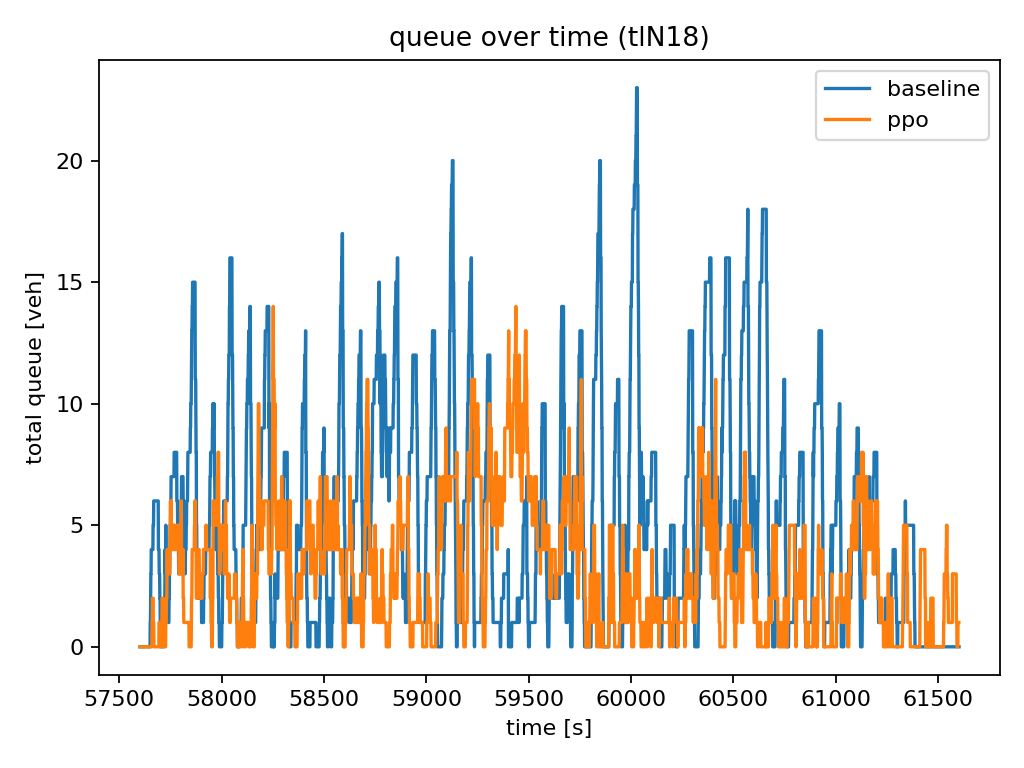 queue over time (tlN18)
baseline
ppo
total queue [veh]
20
15
10
5
0
57500 58000 58500 59000 59500 60000 60500 61000 61500
time [s]